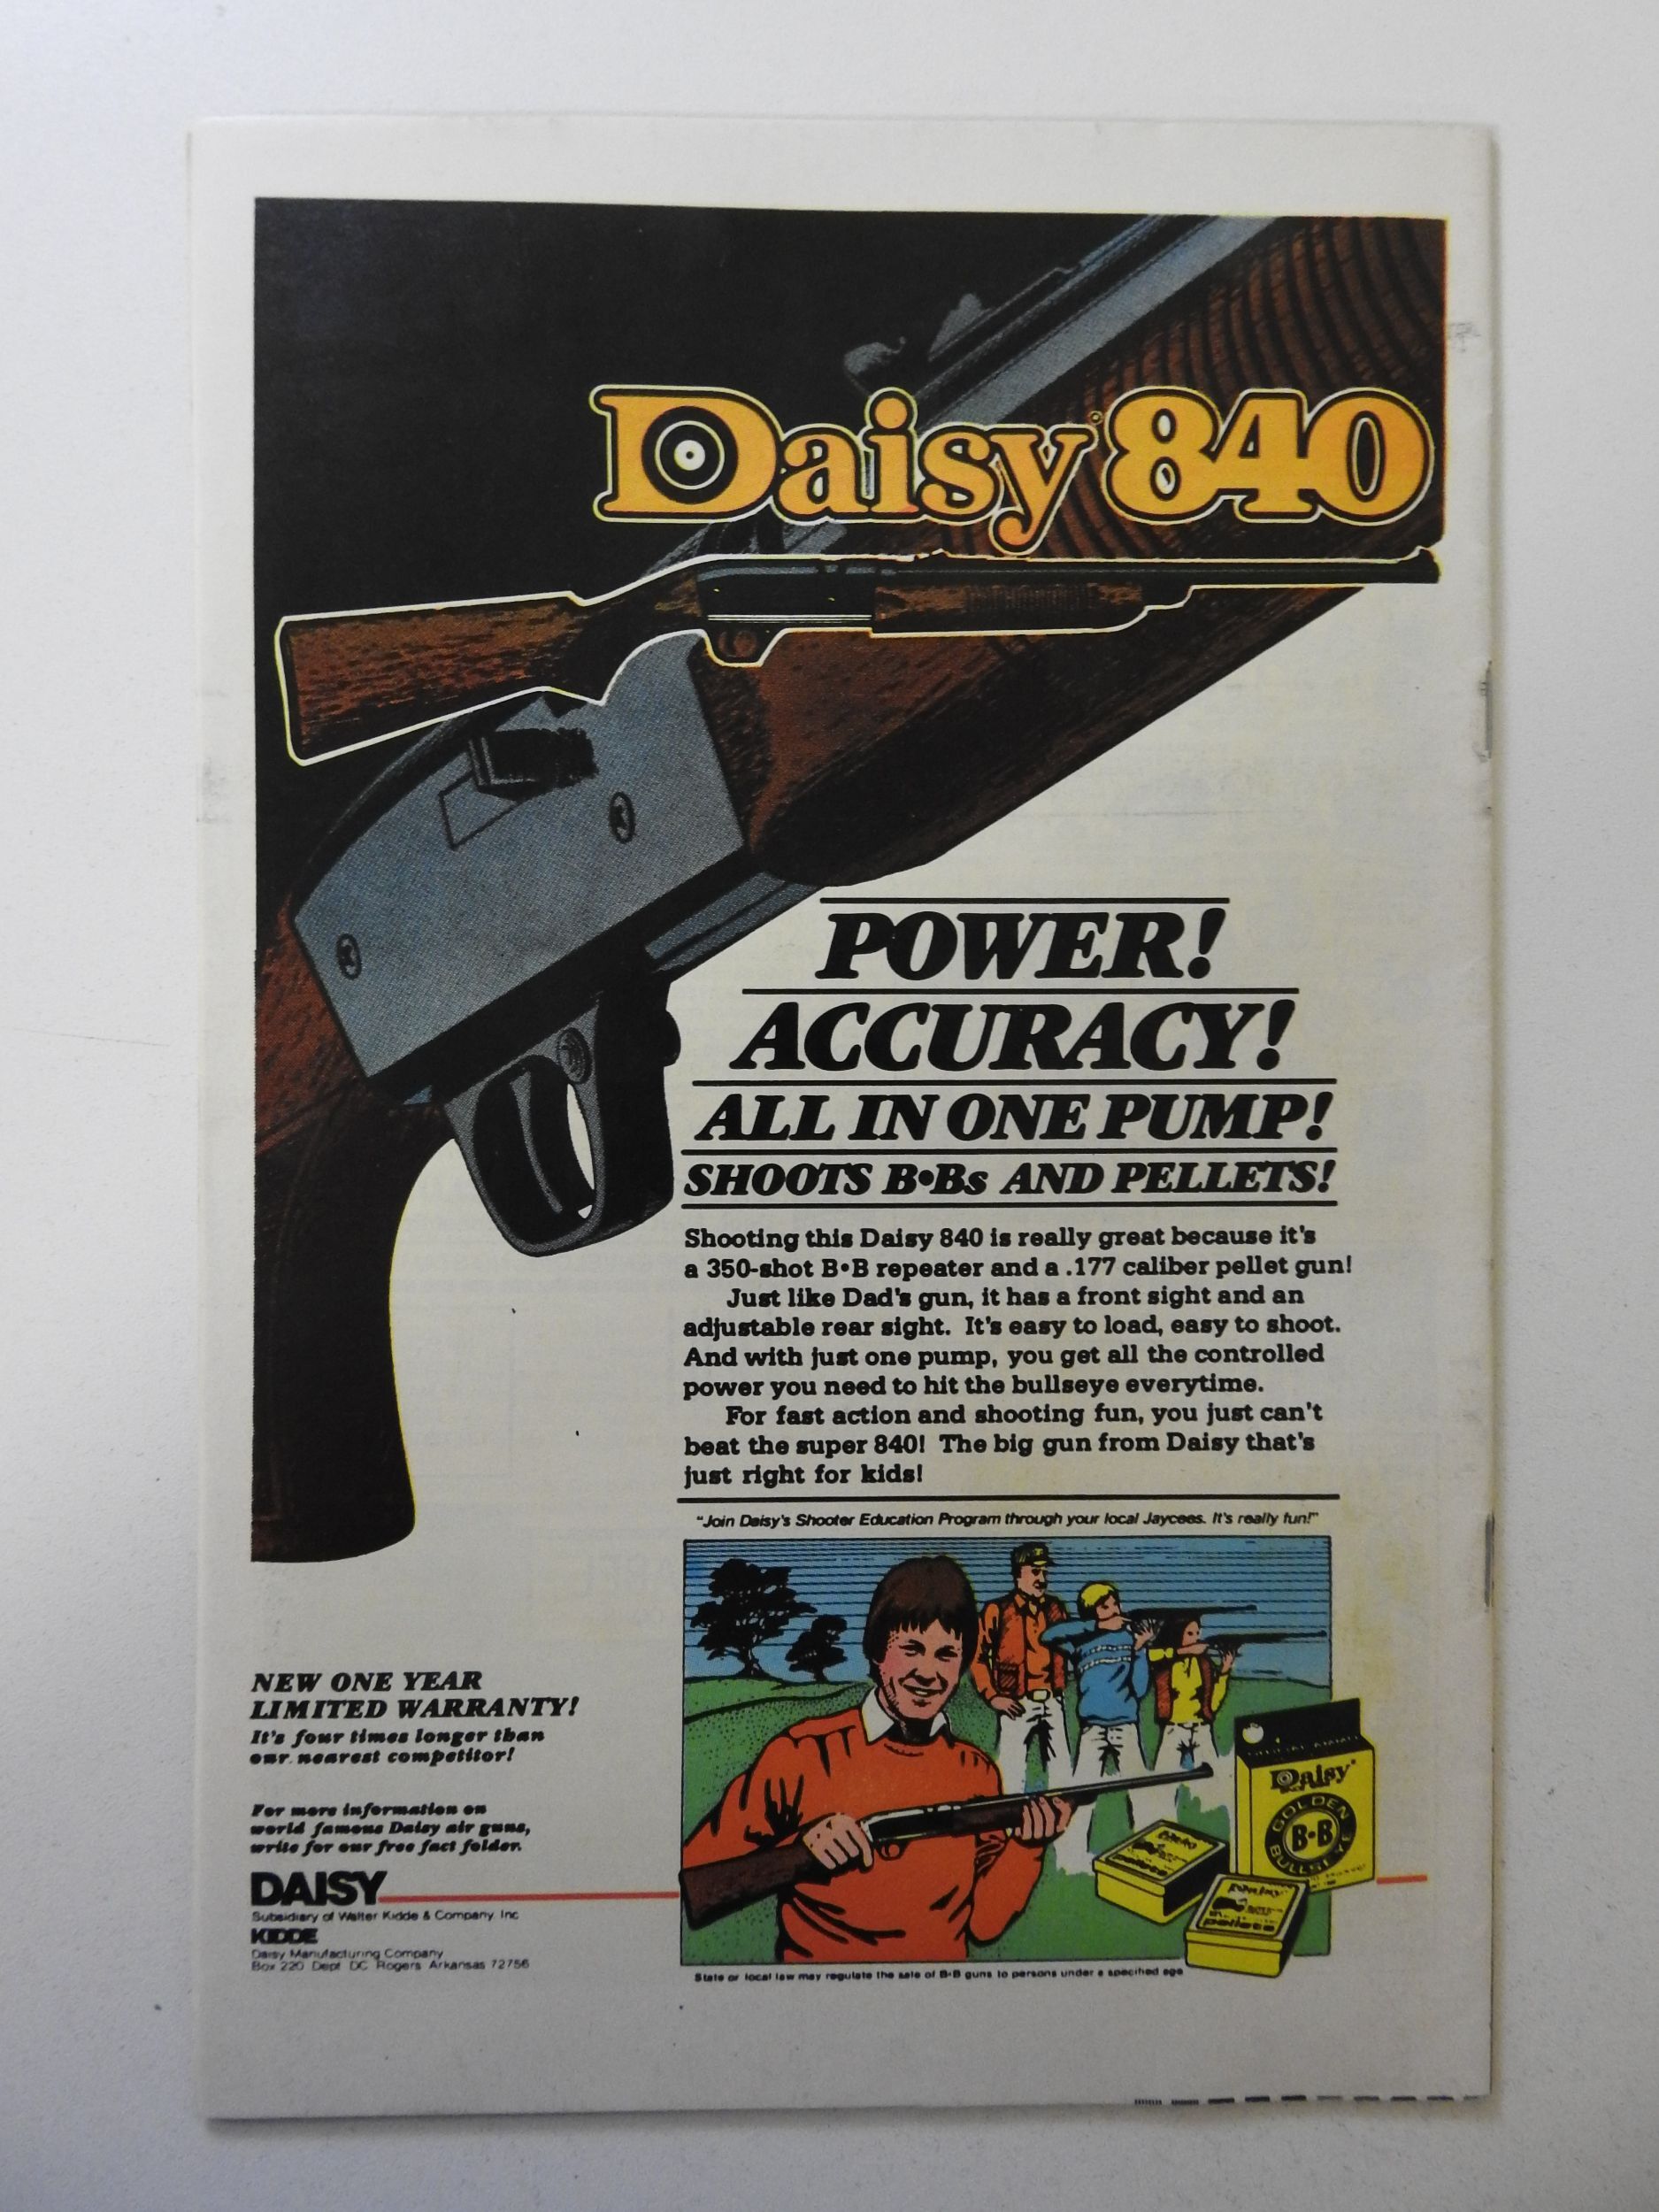 Daisy 840
POWER!
ACCURACY!
ALL IN ONE PUMP!
SHOOTS B•Bs AND PELLETS!
Shooting this Daisy 840 is really great because it's
a 350-shot B•B repeater and a .177 caliber pellet gun!
Just like Dad's gun, it has a front sight and an
adjustable rear sight. It's easy to load, easy to shoot.
And with just one pump, you get all the controlled
power you need to hit the bullseye everytime.
For fast action and shooting fun, you just can't
beat the super 840! The big gun from Daisy that's
just right for kids!
"Join Daisy's Shooter Education Program through your local Jaycees. It's really fun!"
Daisy
GOLDEN
B•B
BULLSEYE
Daisy
pellets
Daisy
pellets
State or local law may regulate the sale of B•B guns to persons under a specified age
NEW ONE YEAR
LIMITED WARRANTY!
It's four times longer than
our nearest competitor!
For more information on
world famous Daisy air guns,
write for our free fact folder.
DAISY
Subsidiary of Walter Kidde & Company Inc
KIDDE
Daisy Manufacturing Company
Box 220 Dept DC Rogers Arkansas 72756